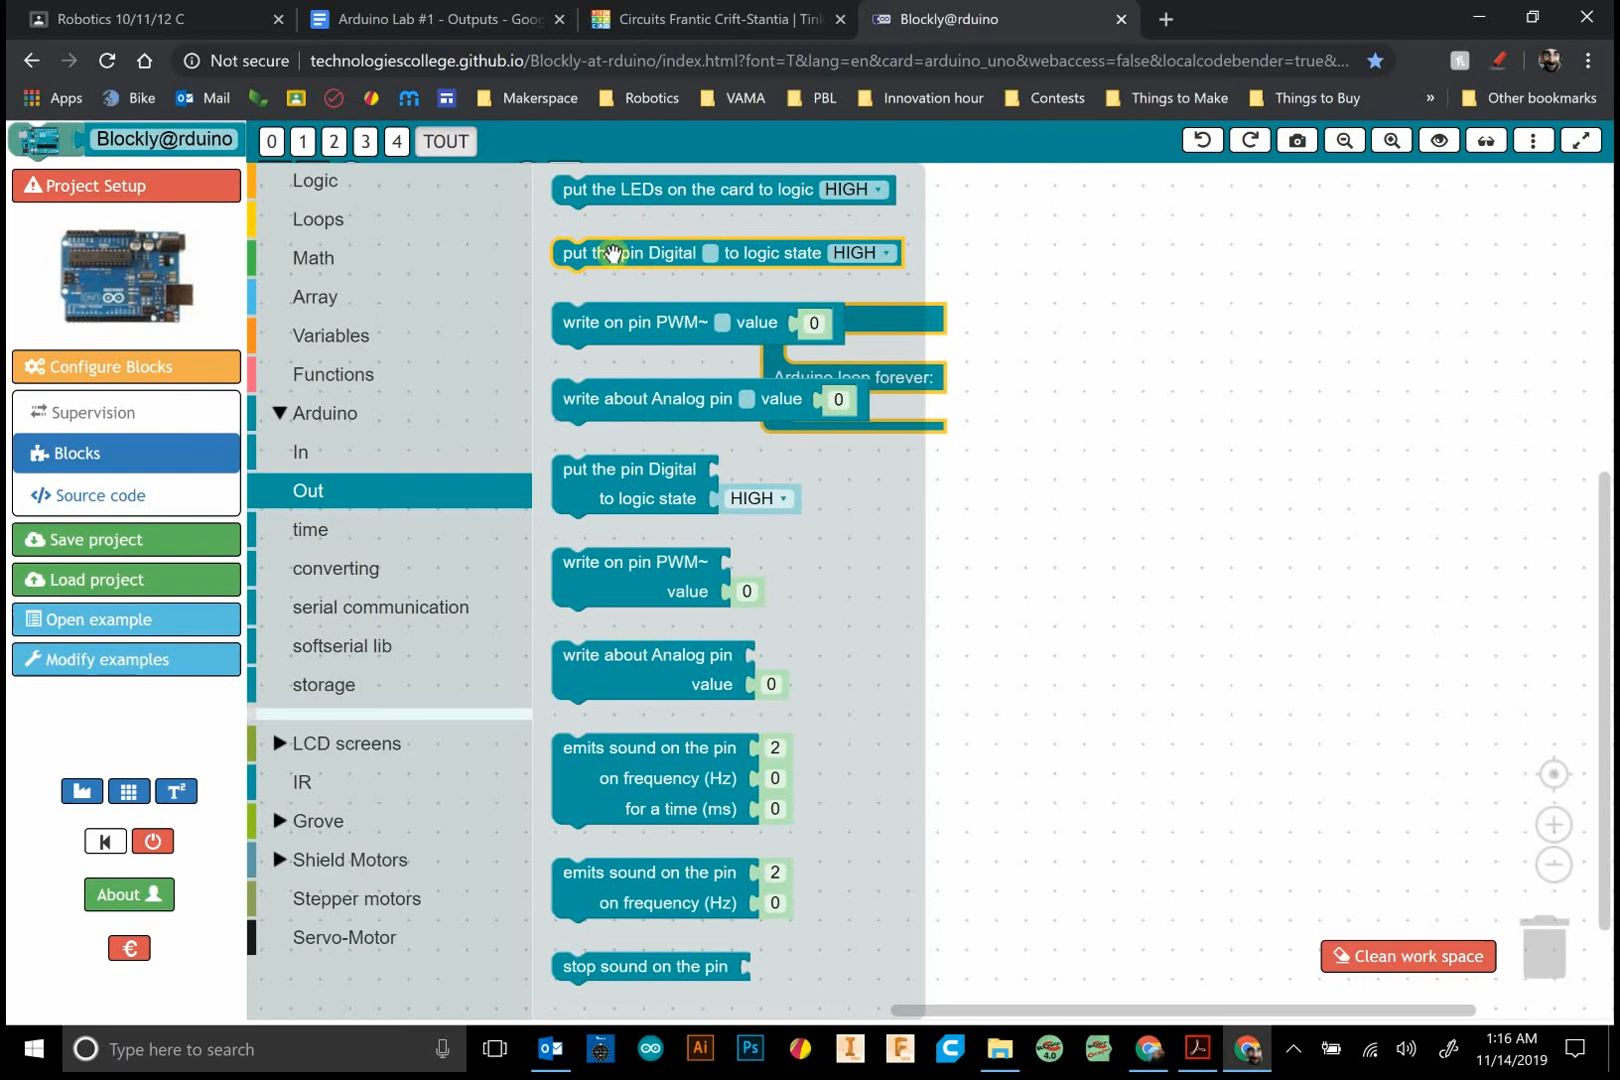 Robotics 10/11/12 C
Arduino Lab #1 - Outputs - Goo
Circuits Frantic Crift-Stantia | Tin
Blockly@rduino
Not secure
technologiescollege.github.io/Blockly-at-rduino/index.html?font=T&lang=en&card=arduino_uno&webaccess=false&localcodebender=true&...
Apps
Bike
Mail
Makerspace
Robotics
VAMA
PBL
Innovation hour
Contests
Things to Make
Things to Buy
»
Other bookmarks
Blockly@rduino
0
1
2
3
4
TOUT
Project Setup
Configure Blocks
Supervision
Blocks
Source code
Save project
Load project
Open example
Modify examples
About
€
Logic
Loops
Math
Array
Variables
Functions
Arduino
In
Out
time
converting
serial communication
softserial lib
storage
LCD screens
IR
Grove
Shield Motors
Stepper motors
Servo-Motor
put the LEDs on the card to logic HIGH
put the pin Digital to logic state HIGH
write on pin PWM~ value 0
Arduino loop forever:
write about Analog pin value 0
put the pin Digital
to logic state HIGH
write on pin PWM~
value 0
write about Analog pin
value 0
emits sound on the pin 2
on frequency (Hz) 0
for a time (ms) 0
emits sound on the pin 2
on frequency (Hz) 0
stop sound on the pin
Clean work space
Type here to search
Ai
Ps
I
F
4.0
1:16 AM
11/14/2019